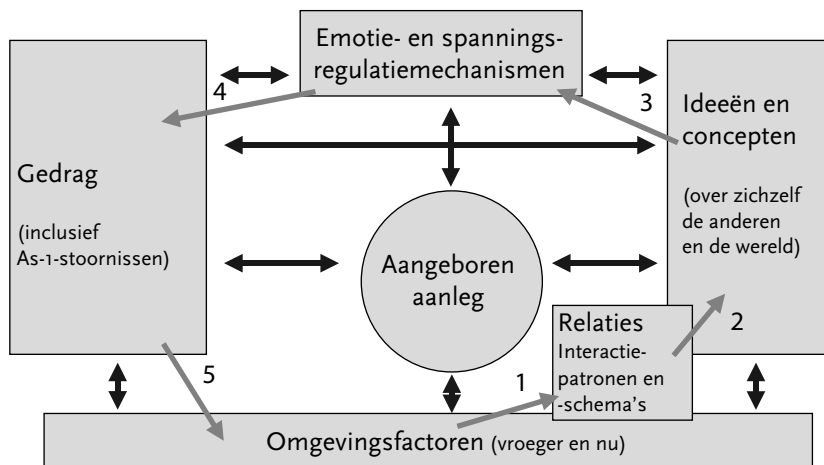 Emotie- en spannings-
regulatiemechanismen
4
3
Ideeën en
concepten
(over zichzelf
de anderen
en de wereld)
Gedrag
(inclusief
As-1-stoornissen)
Aangeboren
aanleg
Relaties
Interactie-
patronen en
-schema's
2
5
1
Omgevingsfactoren (vroeger en nu)